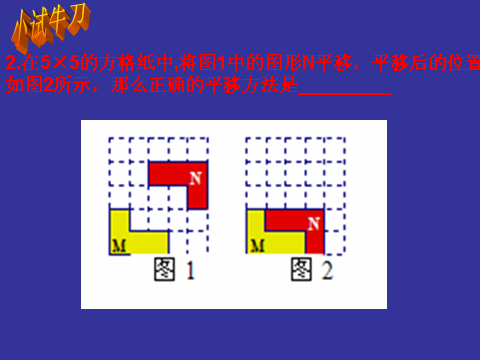 小试牛刀
2.在5×5的方格纸中,将图1中的图形N平移，平移后的位置
如图2所示，那么正确的平移方法是_________
N
M
图 1
N
M
图 2